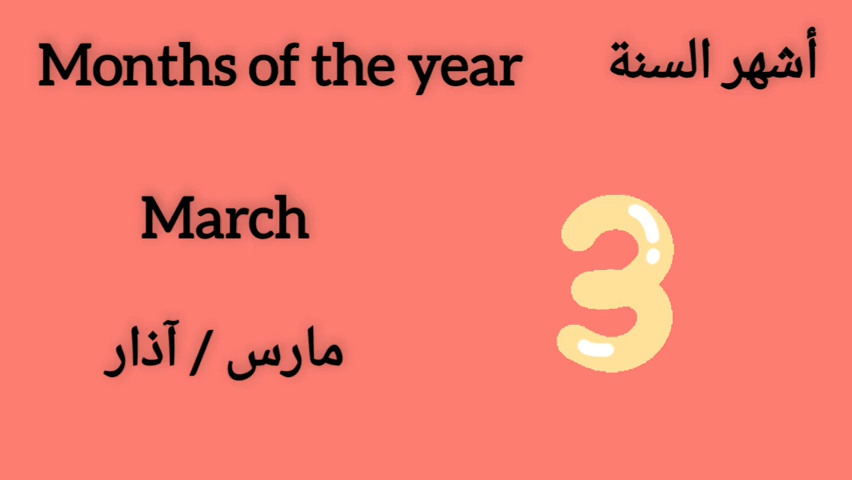 Months of the year
أشهر السنة
March
مارس / آذار
3